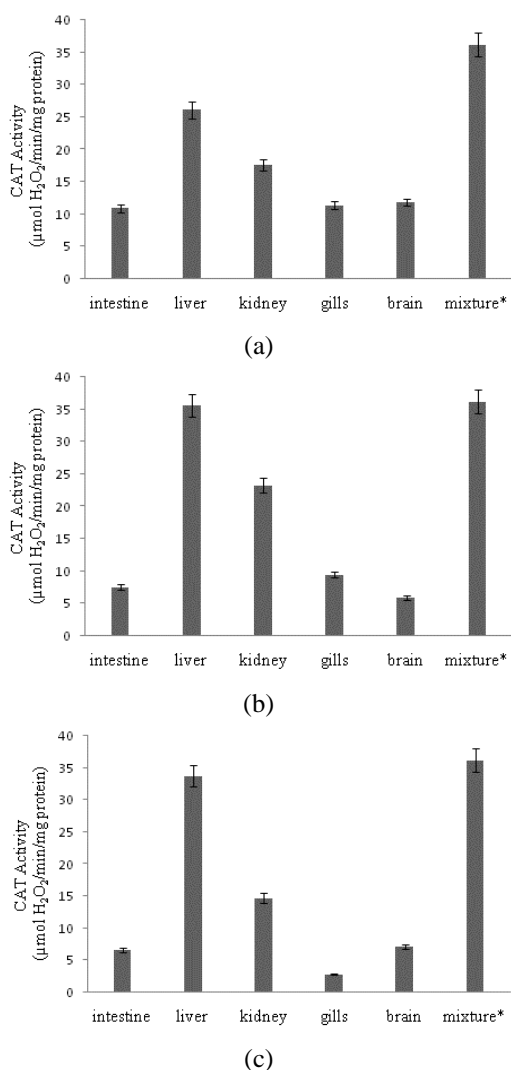 CAT Activity
(µmol H₂O₂/min/mg protein)
40
35
30
25
20
15
10
5
0
intestine liver kidney gills brain mixture*
(a)
CAT Activity
(µmol H₂O₂/min/mg protein)
40
35
30
25
20
15
10
5
0
intestine liver kidney gills brain mixture*
(b)
CAT Activity
(µmol H₂O₂/min/mg protein)
40
35
30
25
20
15
10
5
0
intestine liver kidney gills brain mixture*
(c)